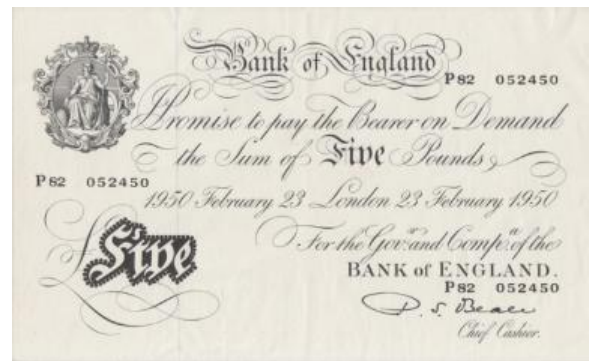 Bank of England
P82 052450
I Promise to pay the Bearer on Demand
the Sum of Five Pounds
P82 052450
1950 February 23 London 23 February 1950
Five
For the Govr. and Compa. of the
BANK of ENGLAND.
P82 052450
P. S. Beale
Chief Cashier.